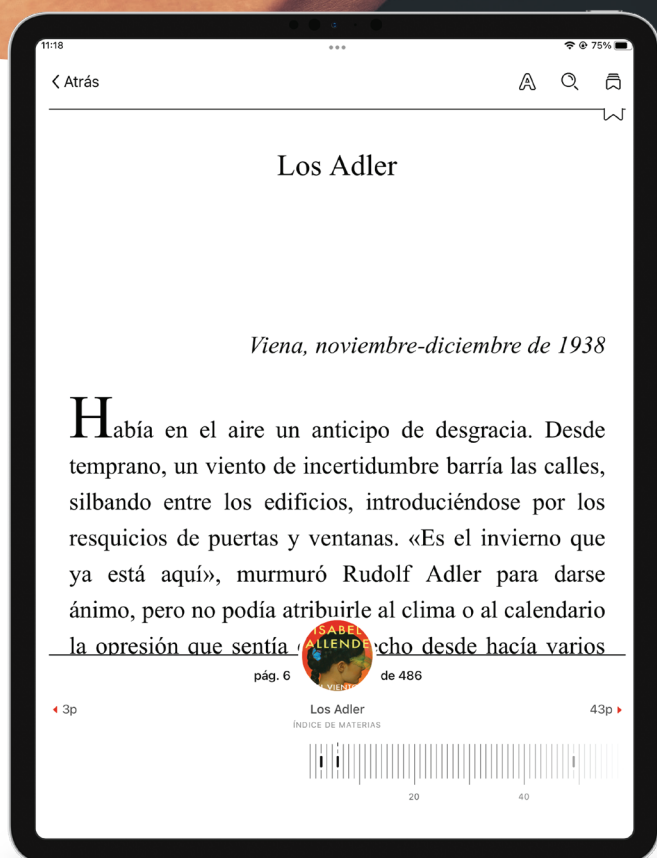 11:18
75%
Atrás
Los Adler
Viena, noviembre-diciembre de 1938
Había en el aire un anticipo de desgracia. Desde
temprano, un viento de incertidumbre barría las calles,
silbando entre los edificios, introduciéndose por los
resquicios de puertas y ventanas. «Es el invierno que
ya está aquí», murmuró Rudolf Adler para darse
ánimo, pero no podía atribuirle al clima o al calendario
la opresión que sentía desde hacía varios
ISABEL
ALLENDE
VIENTO
pág. 6 de 486
3p Los Adler 43p
ÍNDICE DE MATERIAS
20 40